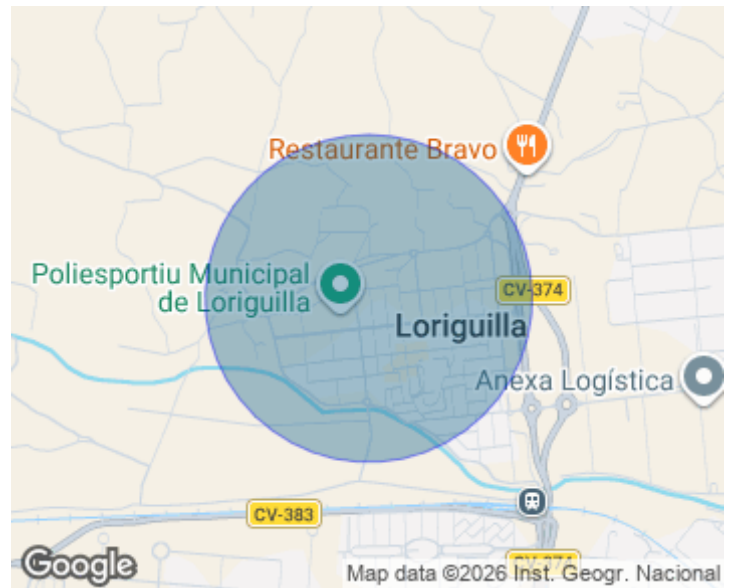 Restaurante Bravo
Poliesportiu Municipal
de Loriguilla
CV-374
Loriguilla
Anexa Logística
CV-383
CV-374
Google
Map data ©2026 Inst. Geogr. Nacional